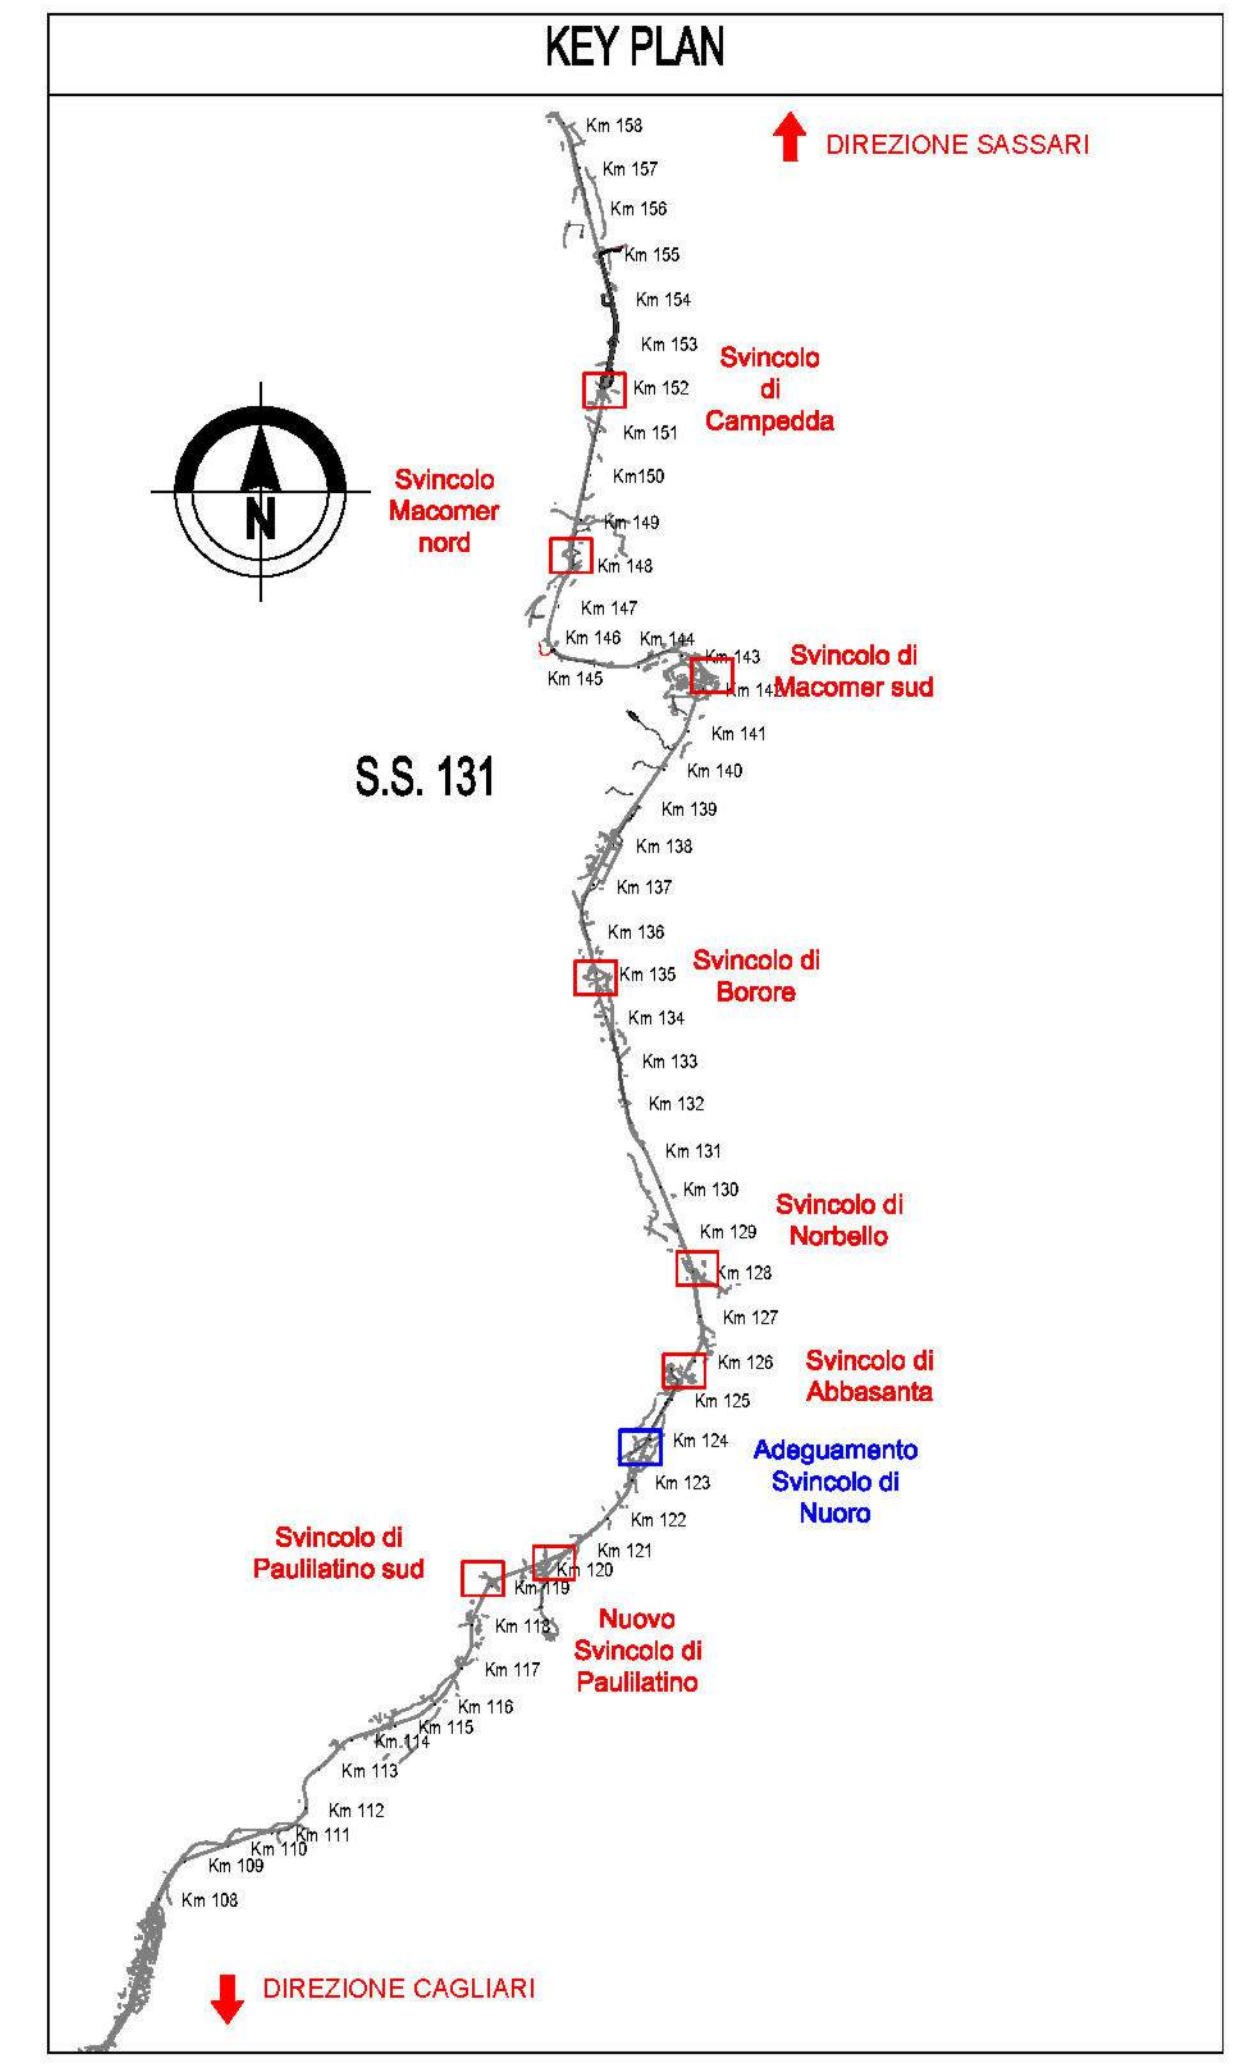 KEY PLAN
Km 158
DIREZIONE SASSARI
Km 157
Km 156
Km 155
Km 154
Km 153
Svincolo
di
Campedda
Km 152
Km 151
Km150
Svincolo
Macomer
nord
N
Km 149
Km 148
Km 147
Km 146
Km 144
Km 143
Km 145
Km 142
Svincolo di
Macomer sud
Km 141
S.S. 131
Km 140
Km 139
Km 138
Km 137
Km 136
Km 135
Svincolo di
Borore
Km 134
Km 133
Km 132
Km 131
Km 130
Svincolo di
Norbello
Km 129
Km 128
Km 127
Km 126
Svincolo di
Abbasanta
Km 125
Km 124
Adeguamento
Svincolo di
Nuoro
Km 123
Km 122
Km 121
Svincolo di
Paulilatino sud
Km 120
Km 119
Nuovo
Svincolo di
Paulilatino
Km 118
Km 117
Km 116
Km 115
Km 114
Km 113
Km 112
Km 111
Km 110
Km 109
Km 108
DIREZIONE CAGLIARI